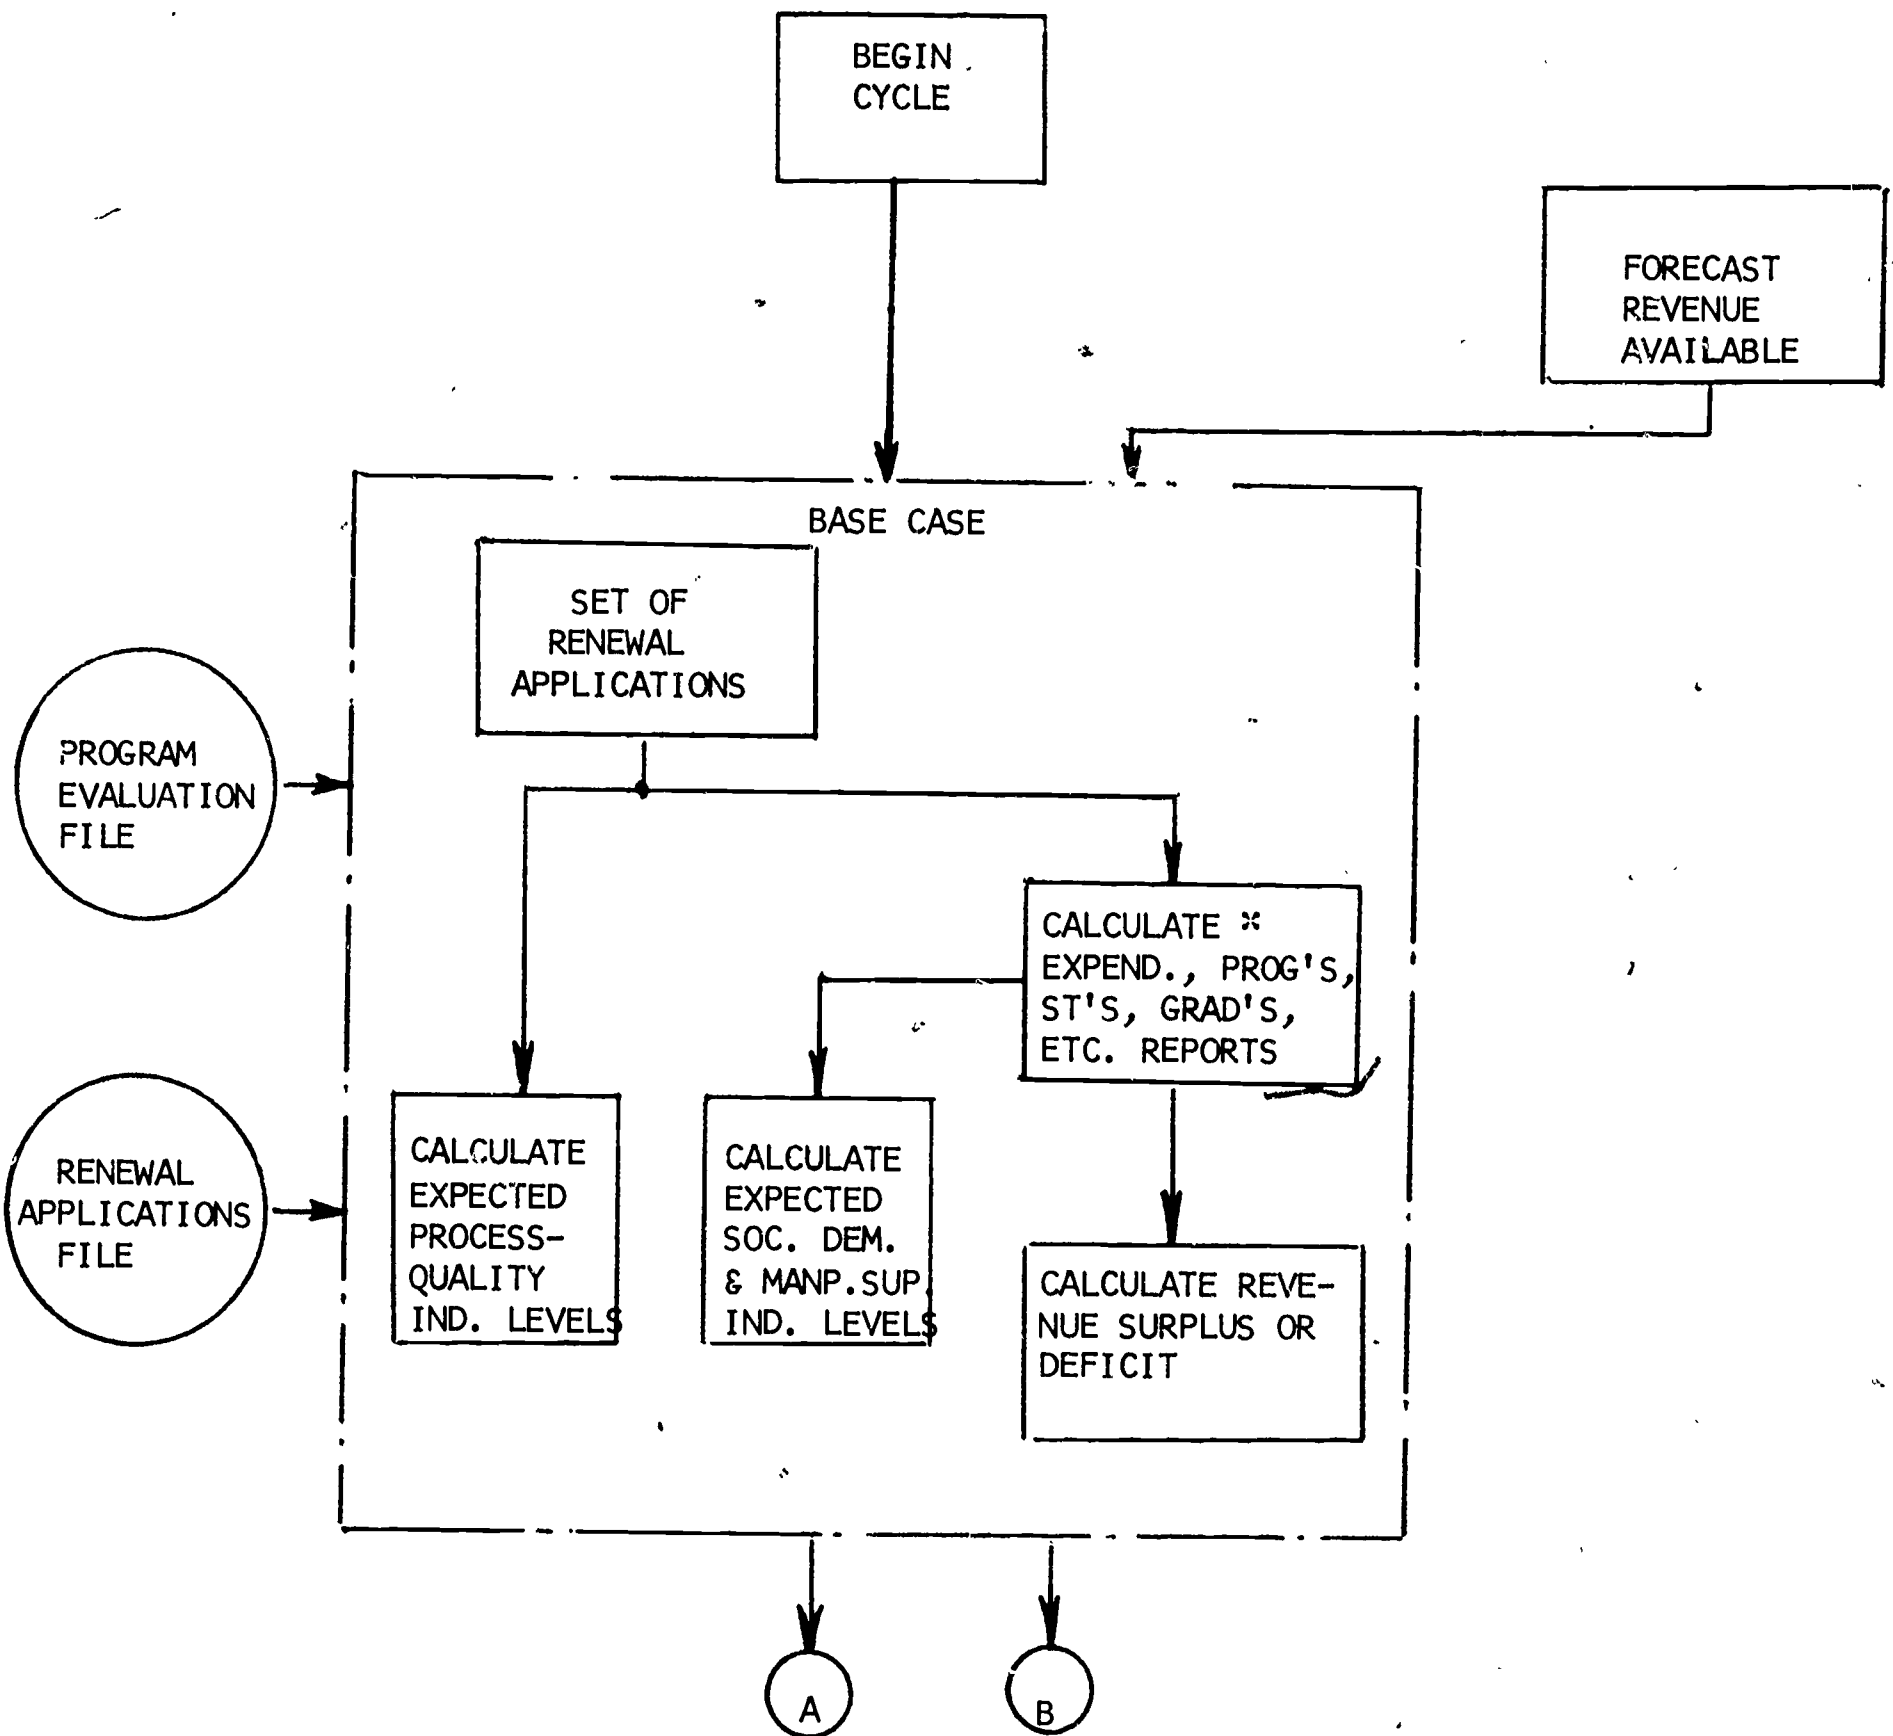 BEGIN
CYCLE
FORECAST
REVENUE
AVAILABLE
BASE CASE
SET OF
RENEWAL
APPLICATIONS
PROGRAM
EVALUATION
FILE
CALCULATE *
EXPEND., PROG'S,
ST'S, GRAD'S,
ETC. REPORTS
RENEWAL
APPLICATIONS
FILE
CALCULATE
EXPECTED
PROCESS-
QUALITY
IND. LEVELS
CALCULATE
EXPECTED
SOC. DEM.
& MANP.SUP.
IND. LEVELS
CALCULATE REVE-
NUE SURPLUS OR
DEFICIT
A
B